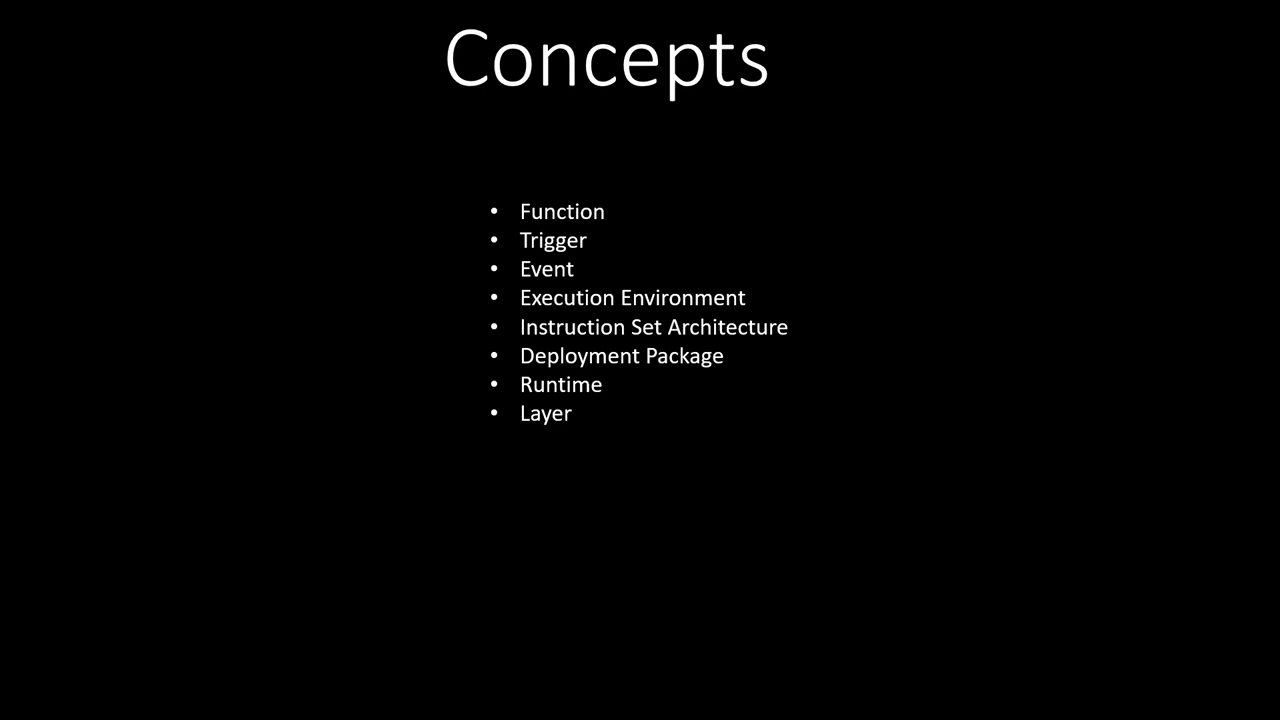 Concepts
• Function
• Trigger
• Event
• Execution Environment
• Instruction Set Architecture
• Deployment Package
• Runtime
• Layer